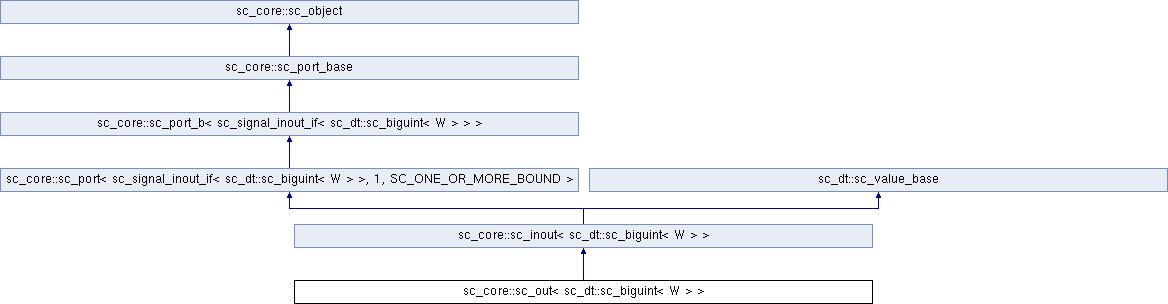 sc_core::sc_object
sc_core::sc_port_base
sc_core::sc_port_b< sc_signal_inout_if< sc_dt::sc_biguint< W > > >
sc_core::sc_port< sc_signal_inout_if< sc_dt::sc_biguint< W > >, 1, SC_ONE_OR_MORE_BOUND >
sc_dt::sc_value_base
sc_core::sc_inout< sc_dt::sc_biguint< W > >
sc_core::sc_out< sc_dt::sc_biguint< W > >